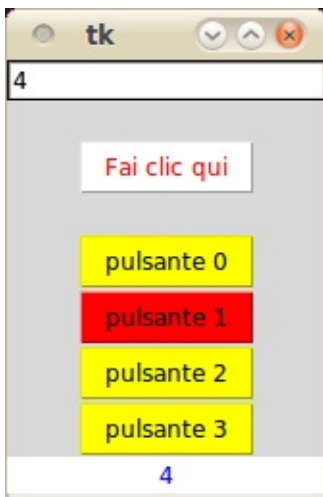 tk
4
Fai clic qui
pulsante 0
pulsante 1
pulsante 2
pulsante 3
4